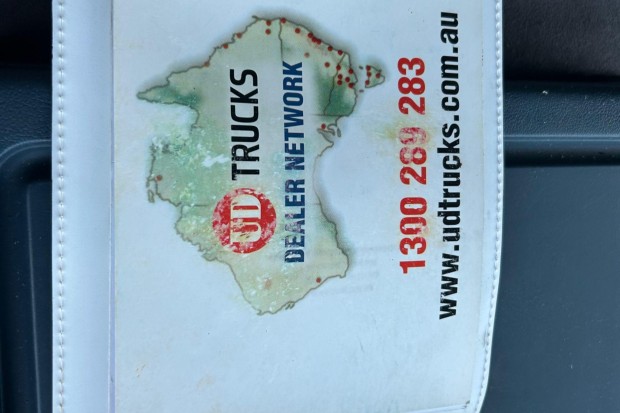 UD TRUCKS
DEALER NETWORK
1300 289 283
www.udtrucks.com.au